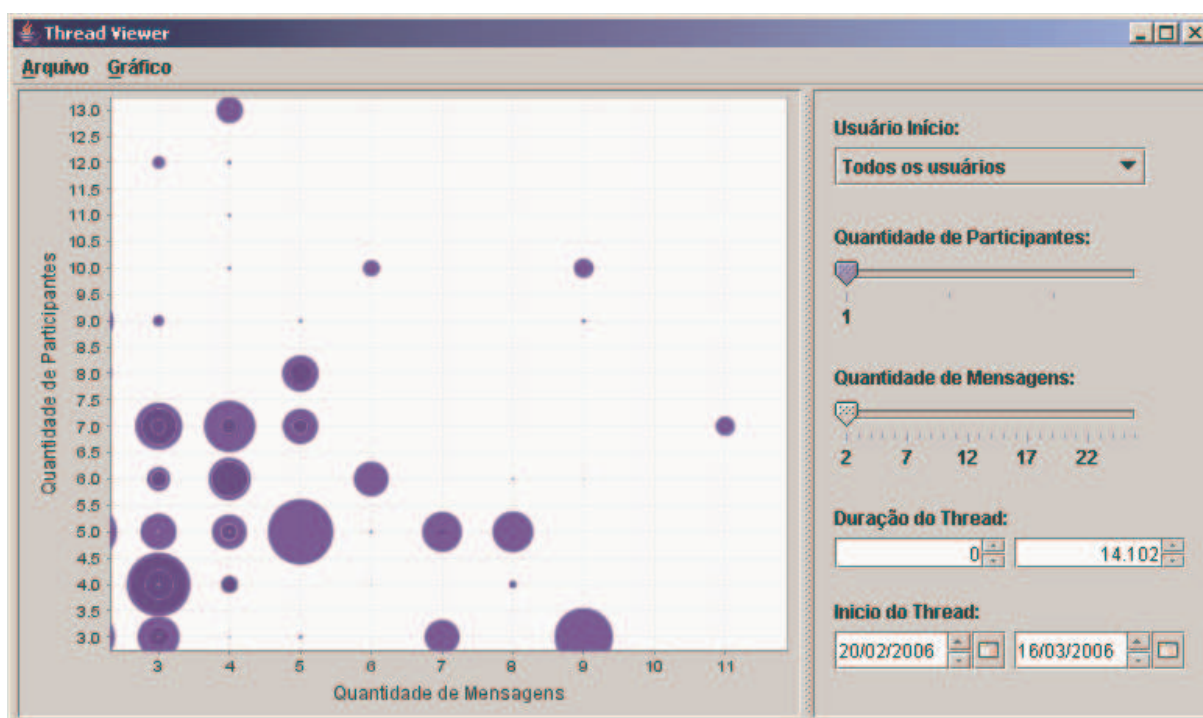 Thread Viewer
Arquivo Gráfico
Quantidade de Participantes
13.0
12.5
12.0
11.5
11.0
10.5
10.0
9.5
9.0
8.5
8.0
7.5
7.0
6.5
6.0
5.5
5.0
4.5
4.0
3.5
3.0
3 4 5 6 7 8 9 10 11
Quantidade de Mensagens
Usuário Início:
Todos os usuários
Quantidade de Participantes:
1
Quantidade de Mensagens:
2 7 12 17 22
Duração do Thread:
0 14.102
Inicio do Thread:
20/02/2006 16/03/2006